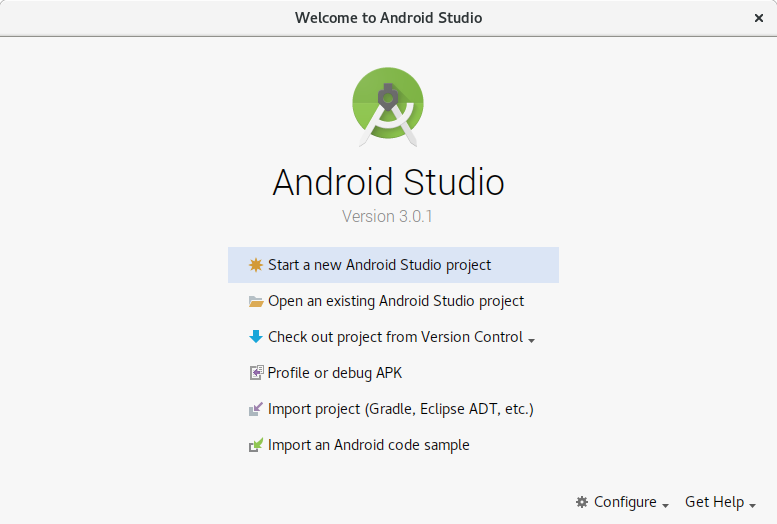 Welcome to Android Studio
Android Studio
Version 3.0.1
Start a new Android Studio project
Open an existing Android Studio project
Check out project from Version Control
Profile or debug APK
Import project (Gradle, Eclipse ADT, etc.)
Import an Android code sample
Configure Get Help